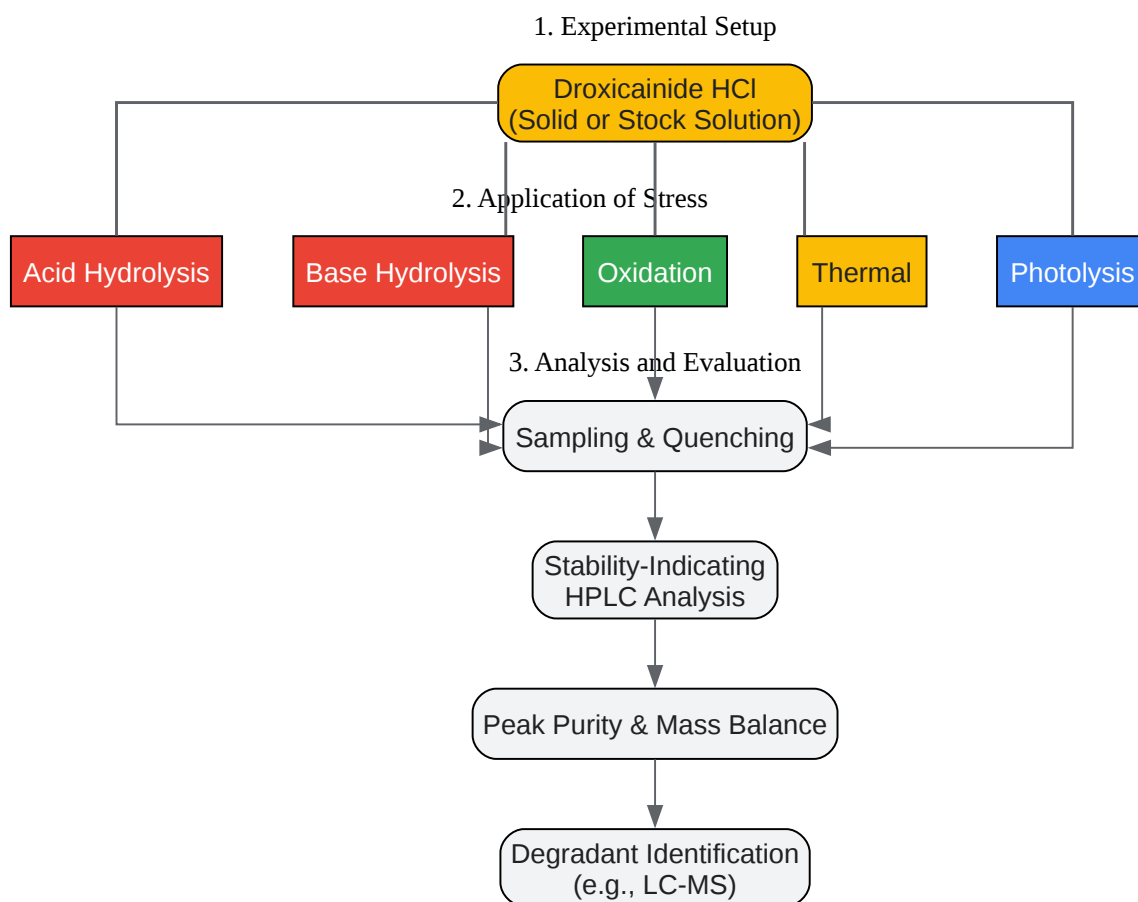 1. Experimental Setup
Droxicainide HCl
(Solid or Stock Solution)
2. Application of Stress
Acid Hydrolysis
Base Hydrolysis
Oxidation
Thermal
Photolysis
3. Analysis and Evaluation
Sampling & Quenching
Stability-Indicating
HPLC Analysis
Peak Purity & Mass Balance
Degradant Identification
(e.g., LC-MS)